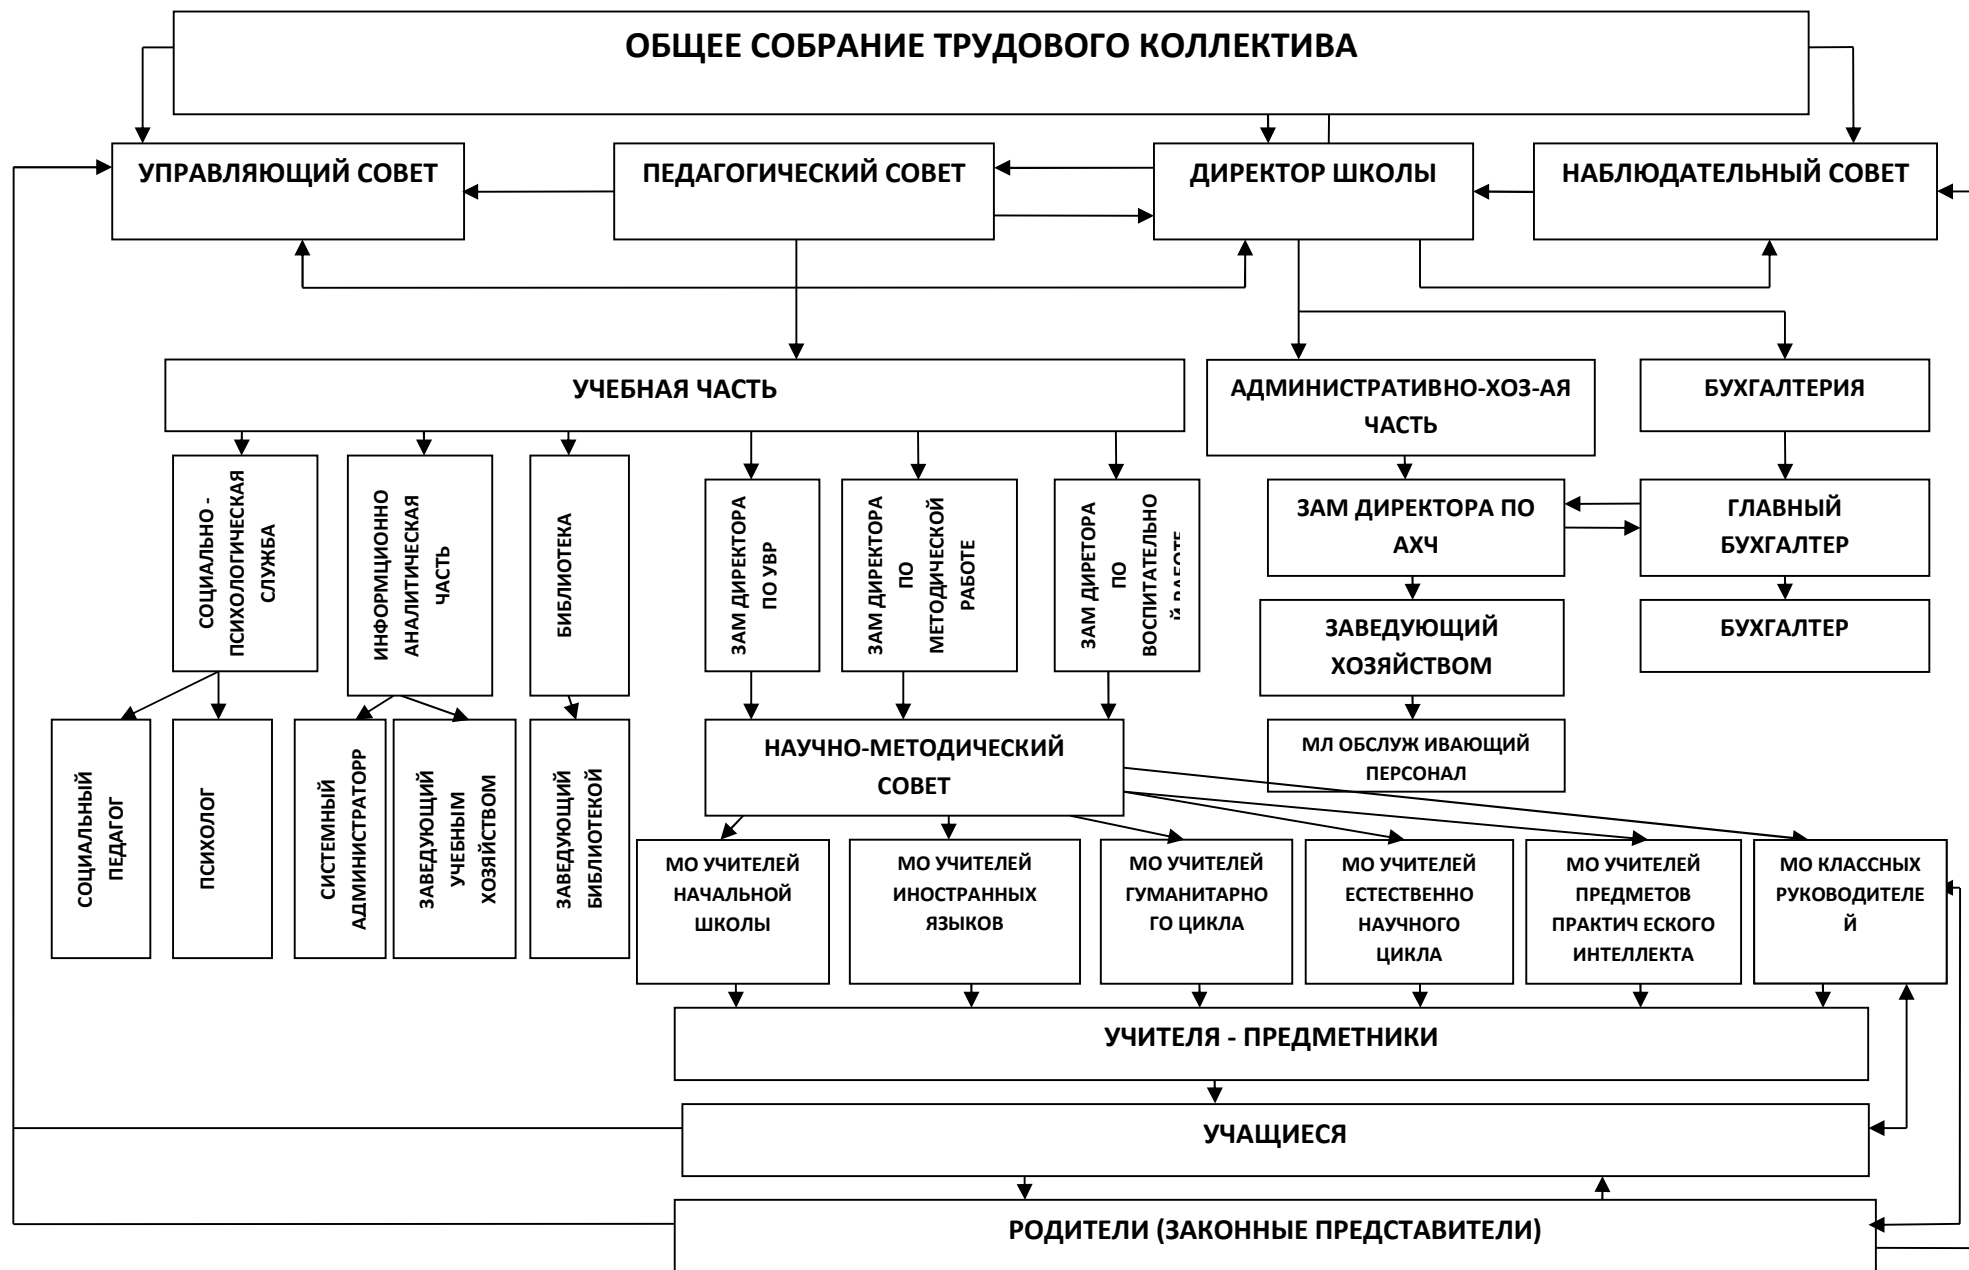 ОБЩЕЕ СОБРАНИЕ ТРУДОВОГО КОЛЛЕКТИВА
УПРАВЛЯЮЩИЙ СОВЕТ
ПЕДАГОГИЧЕСКИЙ СОВЕТ
ДИРЕКТОР ШКОЛЫ
НАБЛЮДАТЕЛЬНЫЙ СОВЕТ
УЧЕБНАЯ ЧАСТЬ
АДМИНИСТРАТИВНО-ХОЗ-АЯ
ЧАСТЬ
БУХГАЛТЕРИЯ
СОЦИАЛЬНО -
ПСИХОЛОГИЧЕСКАЯ
СЛУЖБА
ИНФОРМЦИОННО
АНАЛИТИЧЕСКАЯ
ЧАСТЬ
БИБЛИОТЕКА
ЗАМ ДИРЕКТОРА
ПО УВР
ЗАМ ДИРЕКТОРА
ПО
МЕТОДИЧЕСКОЙ
РАБОТЕ
ЗАМ ДИРЕТОРА
ПО
ВОСПИТАТЕЛЬНО
Й РАБОТЕ
ЗАМ ДИРЕКТОРА ПО
АХЧ
ГЛАВНЫЙ
БУХГАЛТЕР
ЗАВЕДУЮЩИЙ
ХОЗЯЙСТВОМ
БУХГАЛТЕР
СОЦИАЛЬНЫЙ
ПЕДАГОГ
ПСИХОЛОГ
СИСТЕМНЫЙ
АДМИНИСТРАТОРР
ЗАВЕДУЮЩИЙ
УЧЕБНЫМ
ХОЗЯЙСТВОМ
ЗАВЕДУЮЩИЙ
БИБЛИОТЕКОЙ
НАУЧНО-МЕТОДИЧЕСКИЙ
СОВЕТ
МЛ ОБСЛУЖ ИВАЮЩИЙ
ПЕРСОНАЛ
МО УЧИТЕЛЕЙ
НАЧАЛЬНОЙ
ШКОЛЫ
МО УЧИТЕЛЕЙ
ИНОСТРАННЫХ
ЯЗЫКОВ
МО УЧИТЕЛЕЙ
ГУМАНИТАРНО
ГО ЦИКЛА
МО УЧИТЕЛЕЙ
ЕСТЕСТВЕННО
НАУЧНОГО
ЦИКЛА
МО УЧИТЕЛЕЙ
ПРЕДМЕТОВ
ПРАКТИЧ ЕСКОГО
ИНТЕЛЛЕКТА
МО КЛАССНЫХ
РУКОВОДИТЕЛЕ
Й
УЧИТЕЛЯ - ПРЕДМЕТНИКИ
УЧАЩИЕСЯ
РОДИТЕЛИ (ЗАКОННЫЕ ПРЕДСТАВИТЕЛИ)